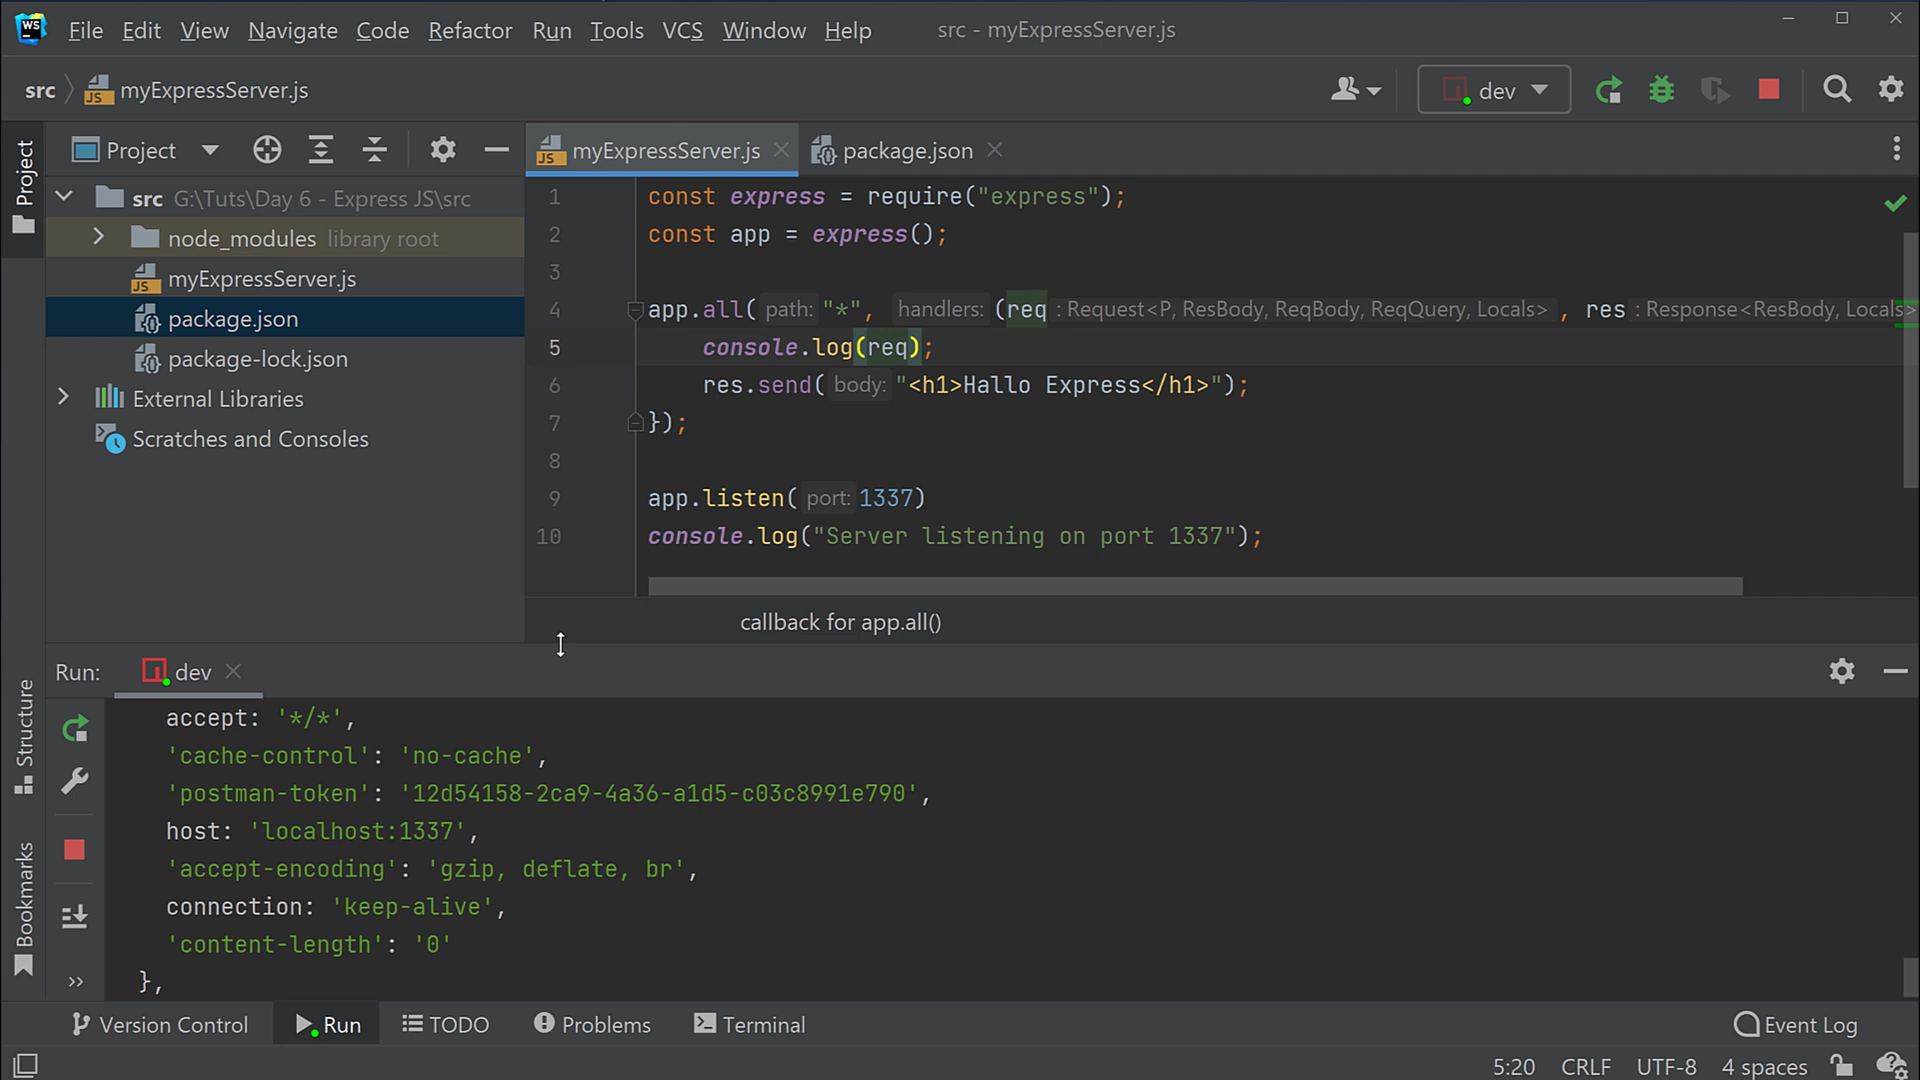 WS File Edit View Navigate Code Refactor Run Tools VCS Window Help src - myExpressServer.js
src myExpressServer.js dev
Project
Project
myExpressServer.js package.json
src G:\Tuts\Day 6 - Express JS\src
node_modules library root
myExpressServer.js
package.json
package-lock.json
External Libraries
Scratches and Consoles
1 const express = require("express");
2 const app = express();
3
4 app.all( path: "*", handlers: (req : Request<P, ResBody, ReqBody, ReqQuery, Locals> , res : Response<ResBody, Locals>
5 console.log(req);
6 res.send( body: "<h1>Hallo Express</h1>");
7 });
8
9 app.listen( port: 1337)
10 console.log("Server listening on port 1337");
callback for app.all()
Run: dev
Structure
Bookmarks
accept: '*/*',
'cache-control': 'no-cache',
'postman-token': '12d54158-2ca9-4a36-a1d5-c03c8991e790',
host: 'localhost:1337',
'accept-encoding': 'gzip, deflate, br',
connection: 'keep-alive',
'content-length': '0'
},
Version Control Run TODO Problems Terminal Event Log
5:20 CRLF UTF-8 4 spaces